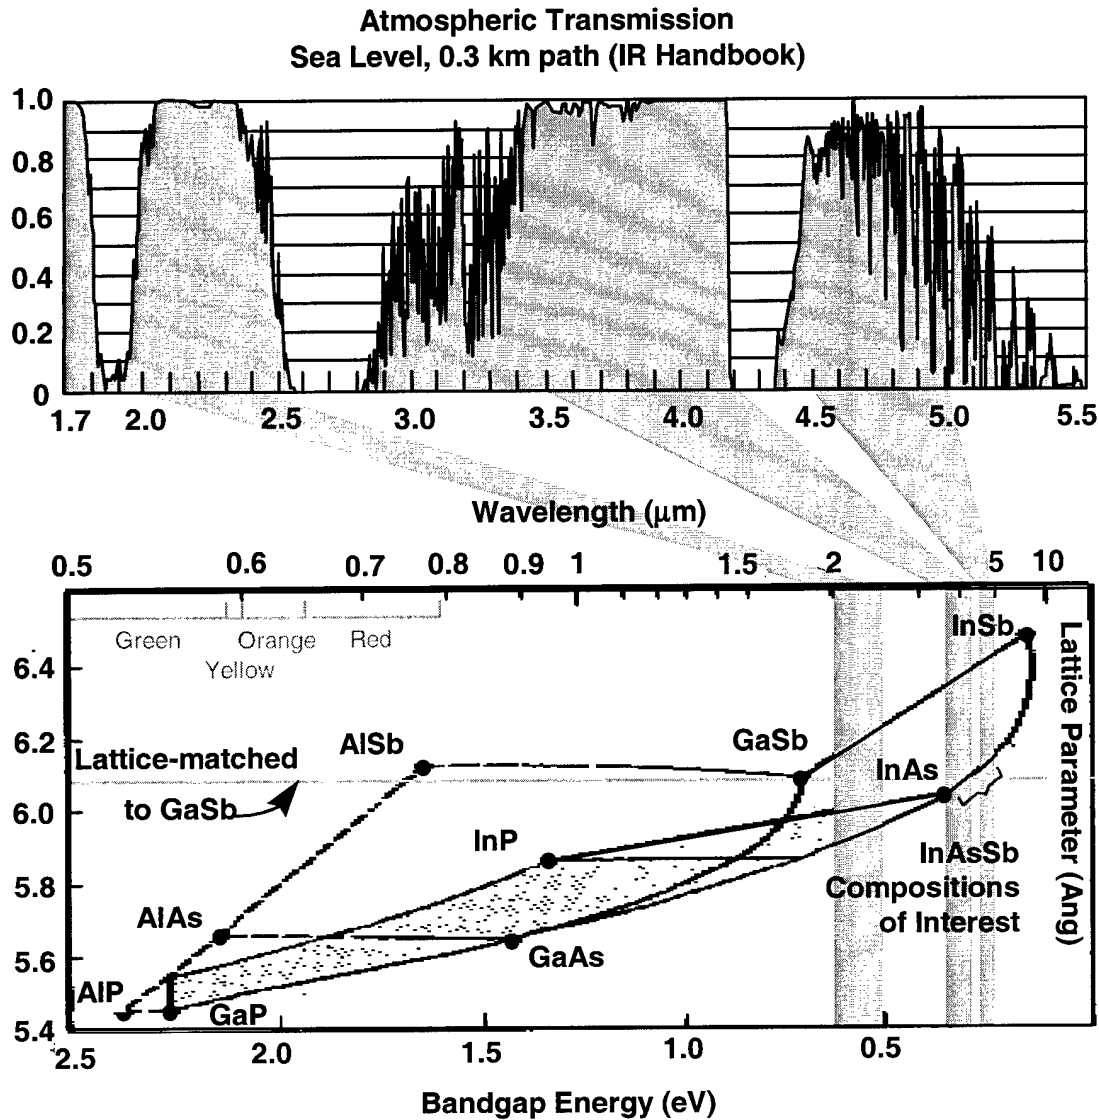 Atmospheric Transmission
Sea Level, 0.3 km path (IR Handbook)
1.0
0.8
0.6
0.4
0.2
0
1.7 2.0 2.5 3.0 3.5 4.0 4.5 5.0 5.5
Wavelength (μm)
0.5 0.6 0.7 0.8 0.9 1 1.5 2 5 10
Green Orange Red
Yellow
InSb
Lattice Parameter (Ang)
6.4
6.2
6.0
5.8
5.6
5.4
AlSb
GaSb
Lattice-matched
to GaSb
InAs
InP
InAsSb
Compositions
of Interest
AlAs
GaAs
AlP
GaP
2.5 2.0 1.5 1.0 0.5
Bandgap Energy (eV)